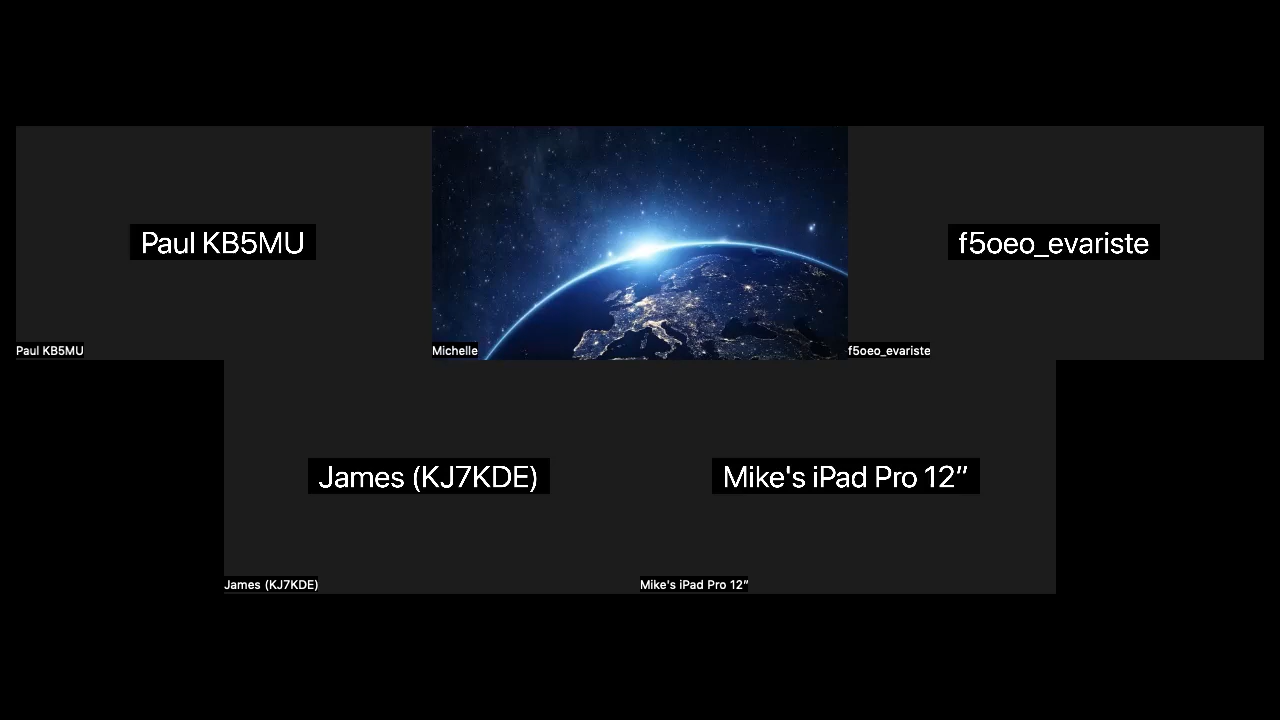 Paul KB5MU
f5oeo_evariste
Paul KB5MU
Michelle
f5oeo_evariste
James (KJ7KDE)
Mike's iPad Pro 12″
James (KJ7KDE)
Mike's iPad Pro 12″